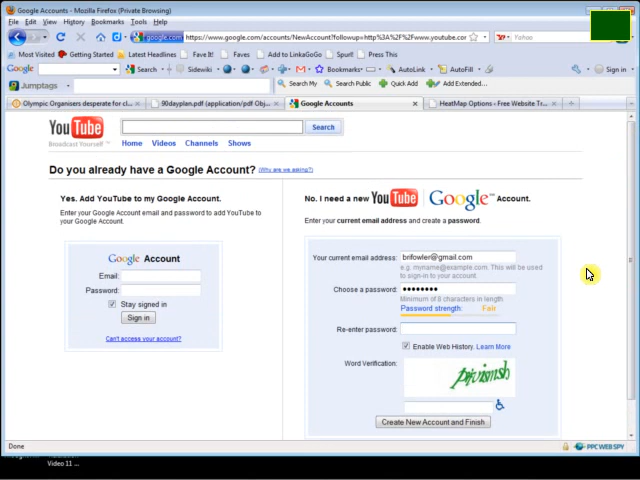 Google Accounts - Mozilla Firefox (Private Browsing)
File Edit View History Bookmarks Tools Help
google.com https://www.google.com/accounts/NewAccount?followup=http%3A%2F%2Fwww.youtube.cor
Yahoo
Most Visited Getting Started Latest Headlines Fave It! Faves Add to LinkaGoGo Spurl! Press This
Google Search Sidewiki Bookmarks AutoLink AutoFill Sign in
Jumptags Search My Search Public Quick Add Add Extended...
Olympic Organisers desperate for cl... 90dayplan.pdf (application/pdf Obj... Google Accounts HeatMap Options - Free Website Tr...
YouTube
Broadcast Yourself ™
Search
Home Videos Channels Shows
Do you already have a Google Account? (Why are we asking?)
Yes. Add YouTube to my Google Account.
Enter your Google Account email and password to add YouTube to
your Google Account.
Google Account
Email:
Password:
Stay signed in
Sign in
Can't access your account?
No. I need a new YouTube Google™ Account.
Enter your current email address and create a password.
Your current email address: brifowler@gmail.com
e.g. myname@example.com. This will be used
to sign-in to your account.
Choose a password:
Minimum of 8 characters in length.
Password strength: Fair
Re-enter password:
Enable Web History. Learn More
Word Verification:
Create New Account and Finish
Done
PPC WEB SPY
Video 11 ...